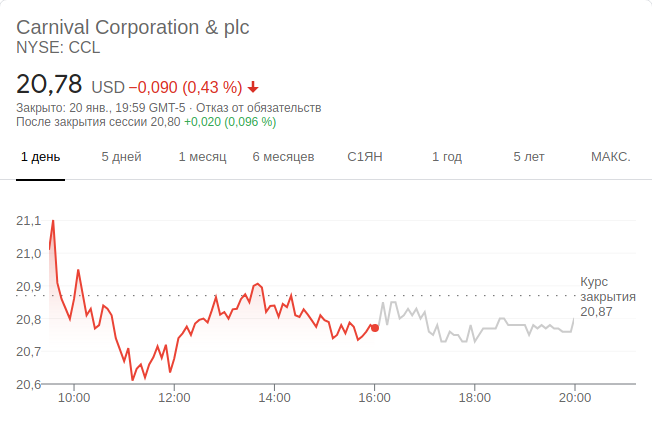 Carnival Corporation & plc
NYSE: CCL
20,78 USD −0,090 (0,43 %)
Закрыто: 20 янв., 19:59 GMT-5 · Отказ от обязательств
После закрытия сессии 20,80 +0,020 (0,096 %)
1 день 5 дней 1 месяц 6 месяцев С1ЯН 1 год 5 лет МАКС.
21,1
21,0
20,9
20,8
20,7
20,6
Курс
закрытия
20,87
10:00 12:00 14:00 16:00 18:00 20:00